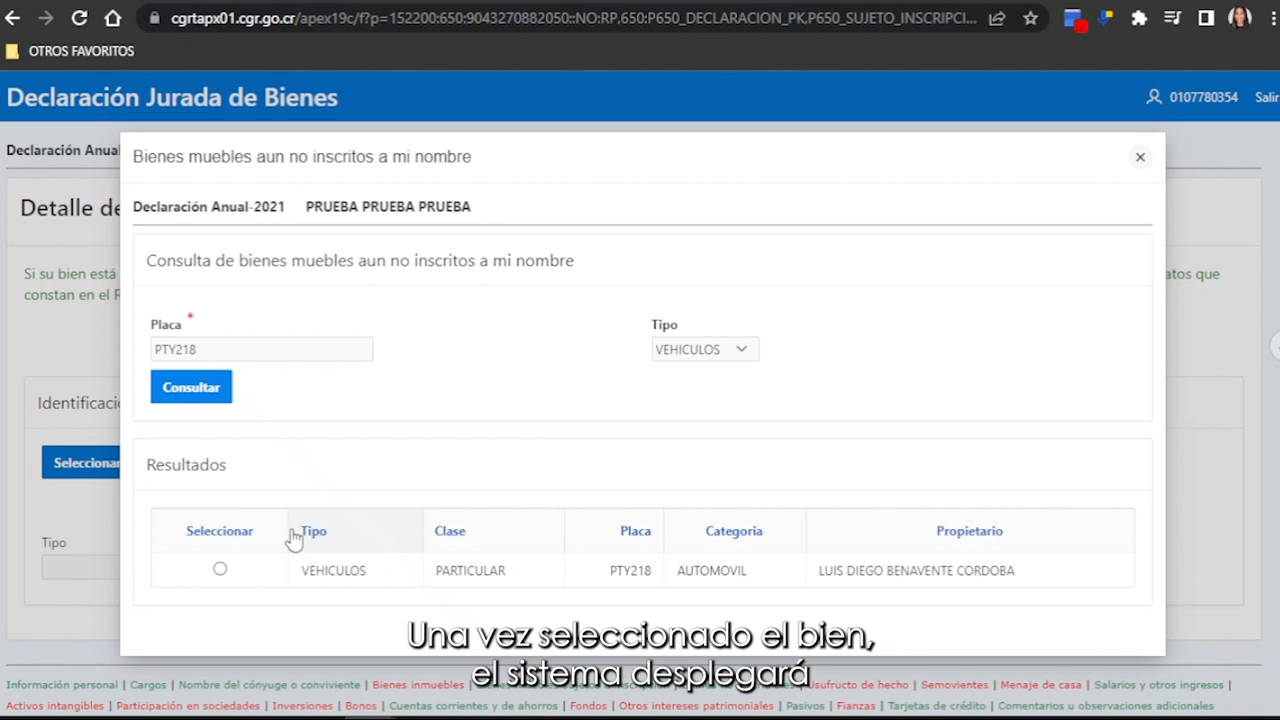 cgrtapx01.cgr.go.cr/apex19c/f?p=152200:650:9043270882050::NO:RP,650:P650_DECLARACION_PK,P650_SUJETO_INSCRIPCI...
OTROS FAVORITOS
Declaración Jurada de Bienes
0107780354
Salir
Declaración Anual
Bienes muebles aun no inscritos a mi nombre
Detalle de
Declaración Anual-2021 PRUEBA PRUEBA PRUEBA
Consulta de bienes muebles aun no inscritos a mi nombre
Si su bien está
atos que
constan en el R
Placa *
Tipo
PTY218
VEHICULOS
Consultar
Identificació
Seleccionar
Resultados
Seleccionar Tipo Clase Placa Categoria Propietario
VEHICULOS PARTICULAR PTY218 AUTOMOVIL LUIS DIEGO BENAVENTE CORDOBA
Tipo
Una vez seleccionado el bien,
el sistema desplegará
Información personal | Cargos | Nombre del cónyuge o conviviente | Bienes inmuebles | Usufructo de hecho | Semovientes | Menaje de casa | Salarios y otros ingresos |
Activos intangibles | Participación en sociedades | Inversiones | Bonos | Cuentas corrientes y de ahorros | Fondos | Otros intereses patrimoniales | Pasivos | Fianzas | Tarjetas de crédito | Comentarios u observaciones adicionales